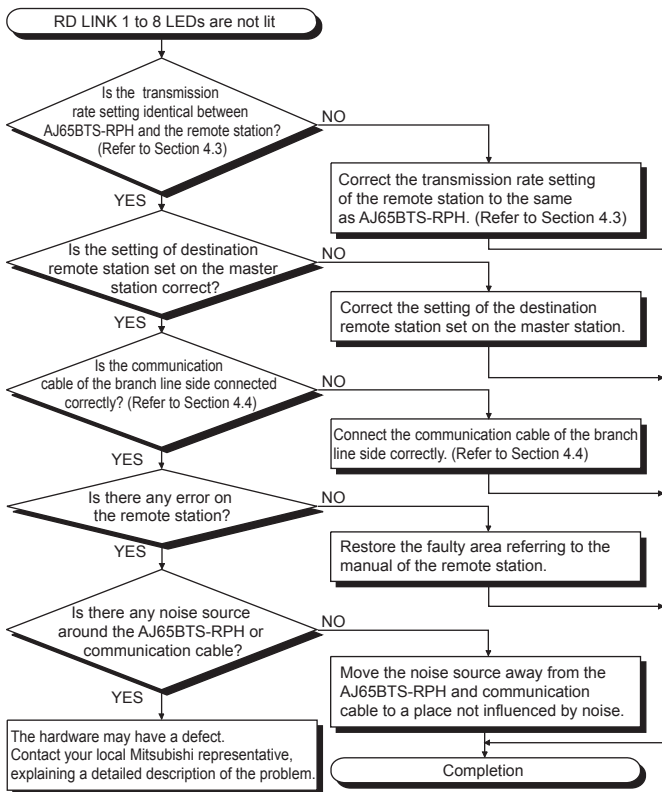 RD LINK 1 to 8 LEDs are not lit
Is the transmission
rate setting identical between
AJ65BTS-RPH and the remote station?
(Refer to Section 4.3)
NO
YES
Correct the transmission rate setting
of the remote station to the same
as AJ65BTS-RPH. (Refer to Section 4.3)
Is the setting of destination
remote station set on the master
station correct?
NO
YES
Correct the setting of the destination
remote station set on the master station.
Is the communication
cable of the branch line side connected
correctly? (Refer to Section 4.4)
NO
YES
Connect the communication cable of the branch
line side correctly. (Refer to Section 4.4)
Is there any error on
the remote station?
NO
YES
Restore the faulty area referring to the
manual of the remote station.
Is there any noise source
around the AJ65BTS-RPH or
communication cable?
NO
YES
Move the noise source away from the
AJ65BTS-RPH and communication
cable to a place not influenced by noise.
The hardware may have a defect.
Contact your local Mitsubishi representative,
explaining a detailed description of the problem.
Completion